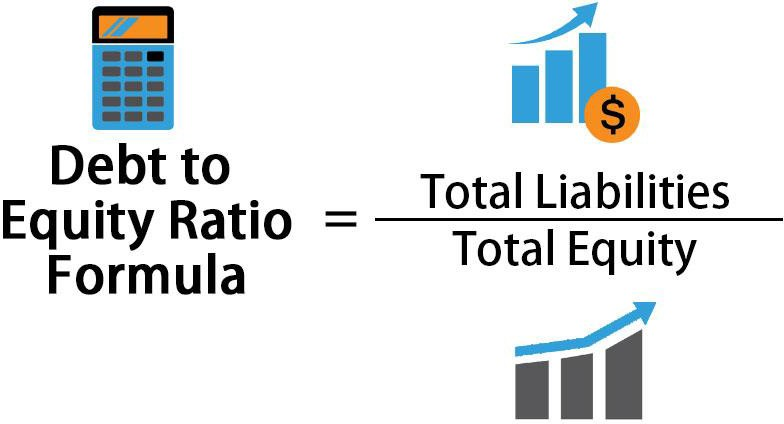 $
Debt to
Equity Ratio
Formula
=
Total Liabilities
Total Equity